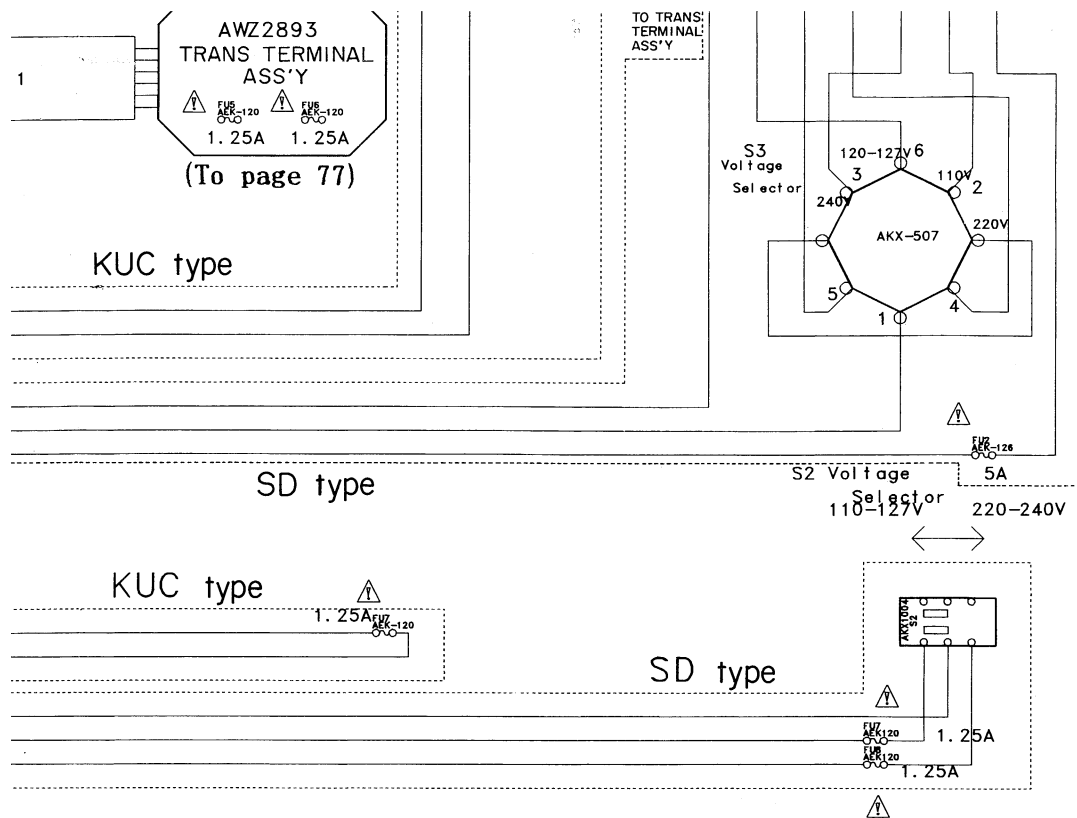 AWZ2893
TRANS TERMINAL
ASS'Y
1
FU5
AEK-120
1.25A
FU6
AEK-120
1.25A
(To page 77)
KUC type
TO TRANS
TERMINAL
ASS'Y
S3
Voltage
Selector
120-127V
6
3
240V
110V
2
220V
AKX-507
5
4
1
FU2
AEK-126
5A
SD type
S2 Voltage
Selector
110-127V
220-240V
KUC type
1.25A
FU7
AEK-120
AKX1004
S2
SD type
FU7
AEK120
1.25A
FU8
AEK120
1.25A